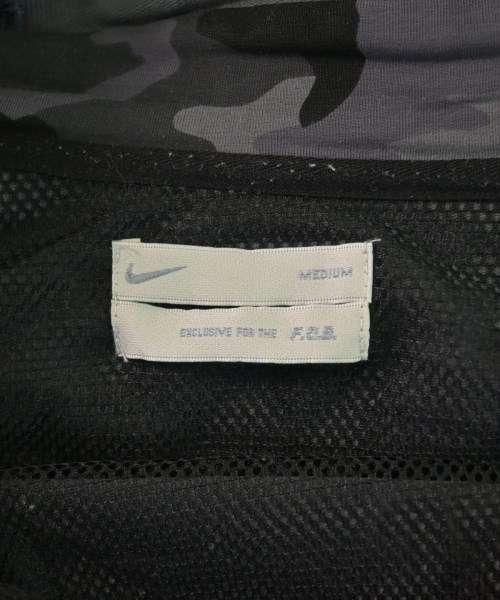 MEDIUM
EXCLUSIVE FOR THE F.C.R.B.